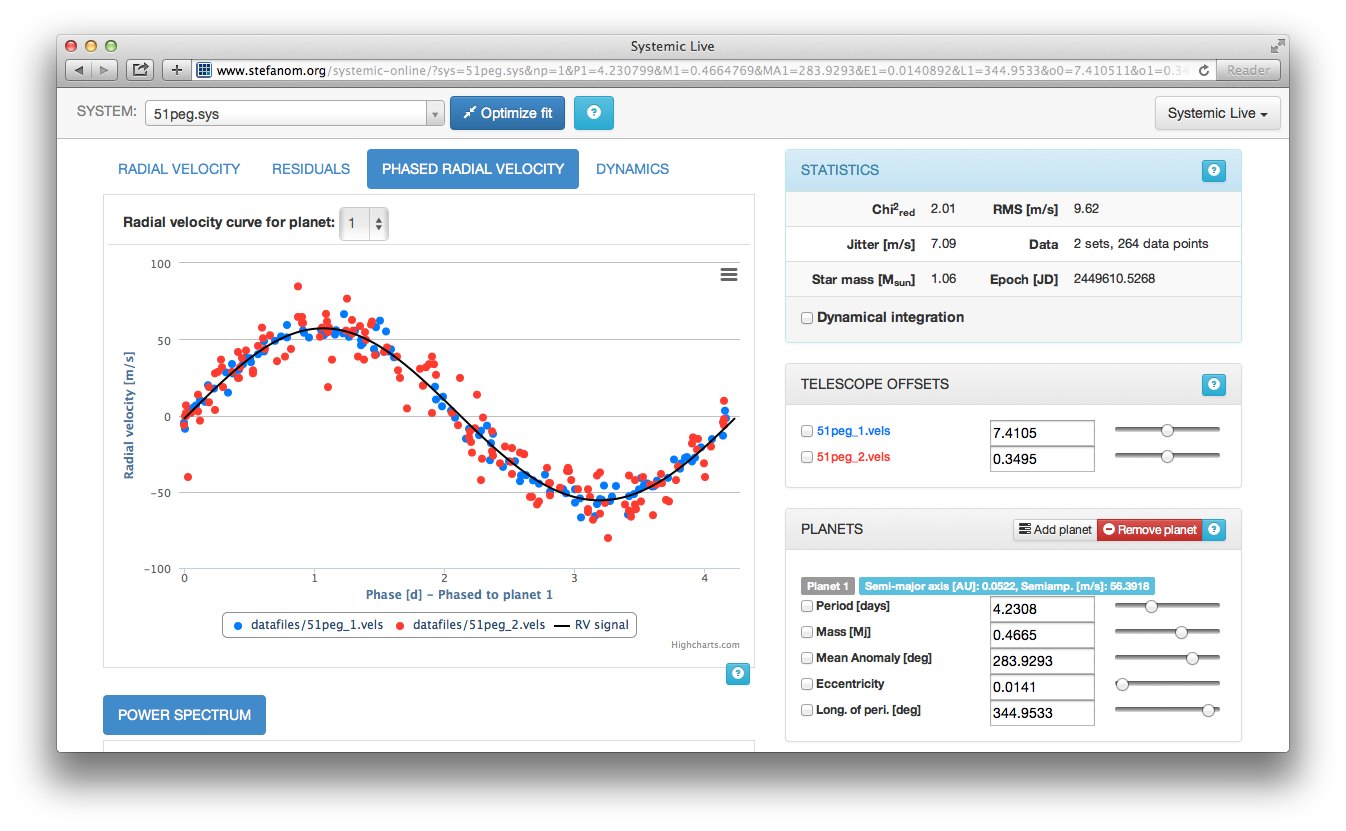 Systemic Live
www.stefanom.org/systemic-online/?sys=51peg.sys&np=1&P1=4.230799&M1=0.4664769&MA1=283.9293&E1=0.0140892&L1=344.9533&o0=7.410511&o1=0.34
Reader
SYSTEM: 51peg.sys Optimize fit ? Systemic Live
RADIAL VELOCITY RESIDUALS PHASED RADIAL VELOCITY DYNAMICS
Radial velocity curve for planet: 1
100
50
0
−50
−100
Radial velocity [m/s]
0 1 2 3 4
Phase [d] – Phased to planet 1
datafiles/51peg_1.vels datafiles/51peg_2.vels RV signal
Highcharts.com
?
POWER SPECTRUM
STATISTICS ?
Chi²red 2.01 RMS [m/s] 9.62
Jitter [m/s] 7.09 Data 2 sets, 264 data points
Star mass [Msun] 1.06 Epoch [JD] 2449610.5268
Dynamical integration
TELESCOPE OFFSETS ?
51peg_1.vels 7.4105
51peg_2.vels 0.3495
PLANETS Add planet Remove planet ?
Planet 1 Semi-major axis [AU]: 0.0522, Semiamp. [m/s]: 56.3918
Period [days] 4.2308
Mass [Mj] 0.4665
Mean Anomaly [deg] 283.9293
Eccentricity 0.0141
Long. of peri. [deg] 344.9533